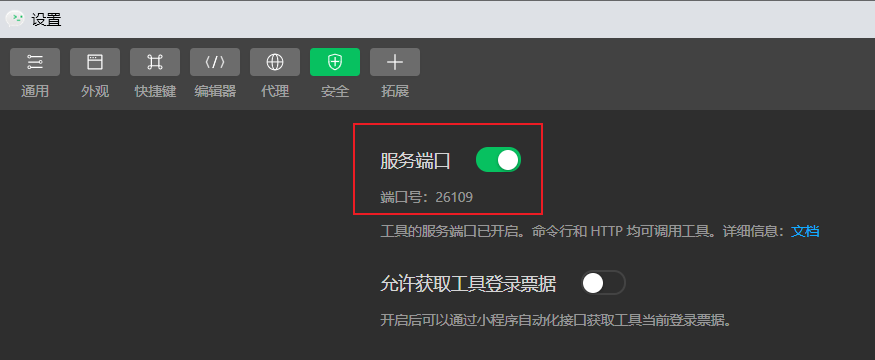 设置
通用 外观 快捷键 编辑器 代理 安全 拓展
服务端口
端口号：26109
工具的服务端口已开启。命令行和 HTTP 均可调用工具。详细信息：文档
允许获取工具登录票据
开启后可以通过小程序自动化接口获取工具当前登录票据。